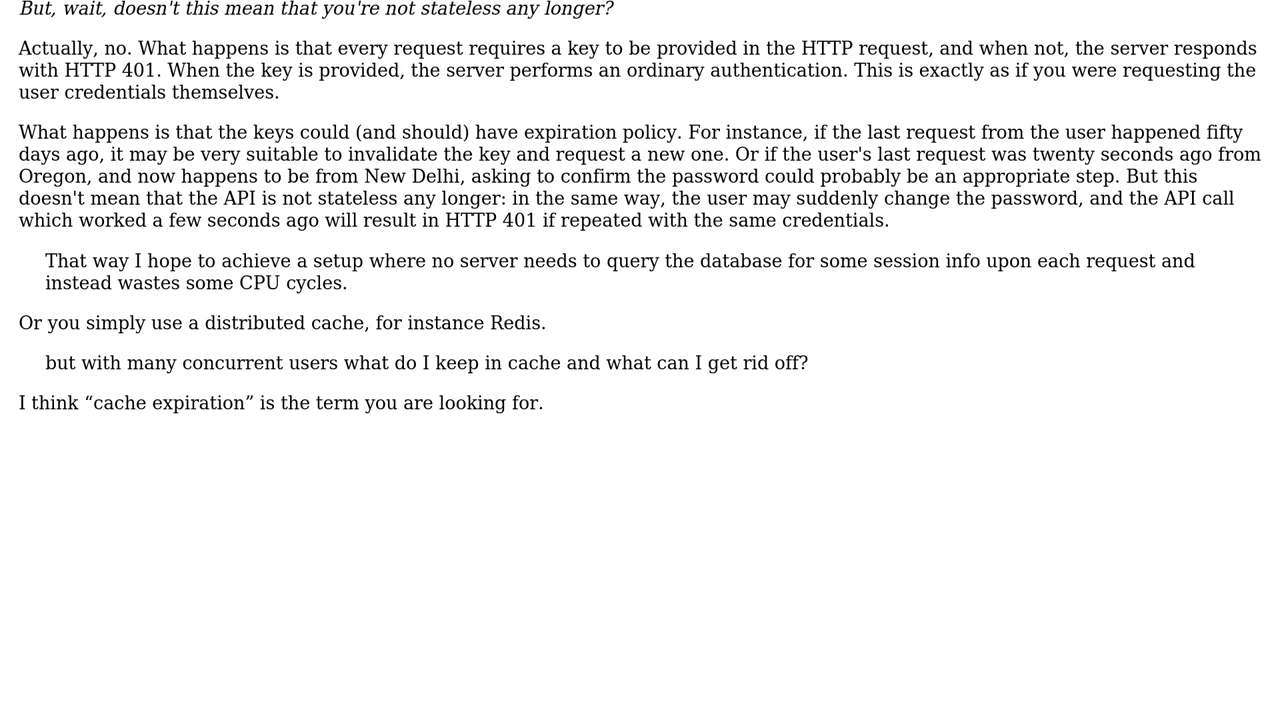 But, wait, doesn't this mean that you're not stateless any longer?
Actually, no. What happens is that every request requires a key to be provided in the HTTP request, and when not, the server responds
with HTTP 401. When the key is provided, the server performs an ordinary authentication. This is exactly as if you were requesting the
user credentials themselves.
What happens is that the keys could (and should) have expiration policy. For instance, if the last request from the user happened fifty
days ago, it may be very suitable to invalidate the key and request a new one. Or if the user's last request was twenty seconds ago from
Oregon, and now happens to be from New Delhi, asking to confirm the password could probably be an appropriate step. But this
doesn't mean that the API is not stateless any longer: in the same way, the user may suddenly change the password, and the API call
which worked a few seconds ago will result in HTTP 401 if repeated with the same credentials.
That way I hope to achieve a setup where no server needs to query the database for some session info upon each request and
instead wastes some CPU cycles.
Or you simply use a distributed cache, for instance Redis.
but with many concurrent users what do I keep in cache and what can I get rid off?
I think “cache expiration” is the term you are looking for.